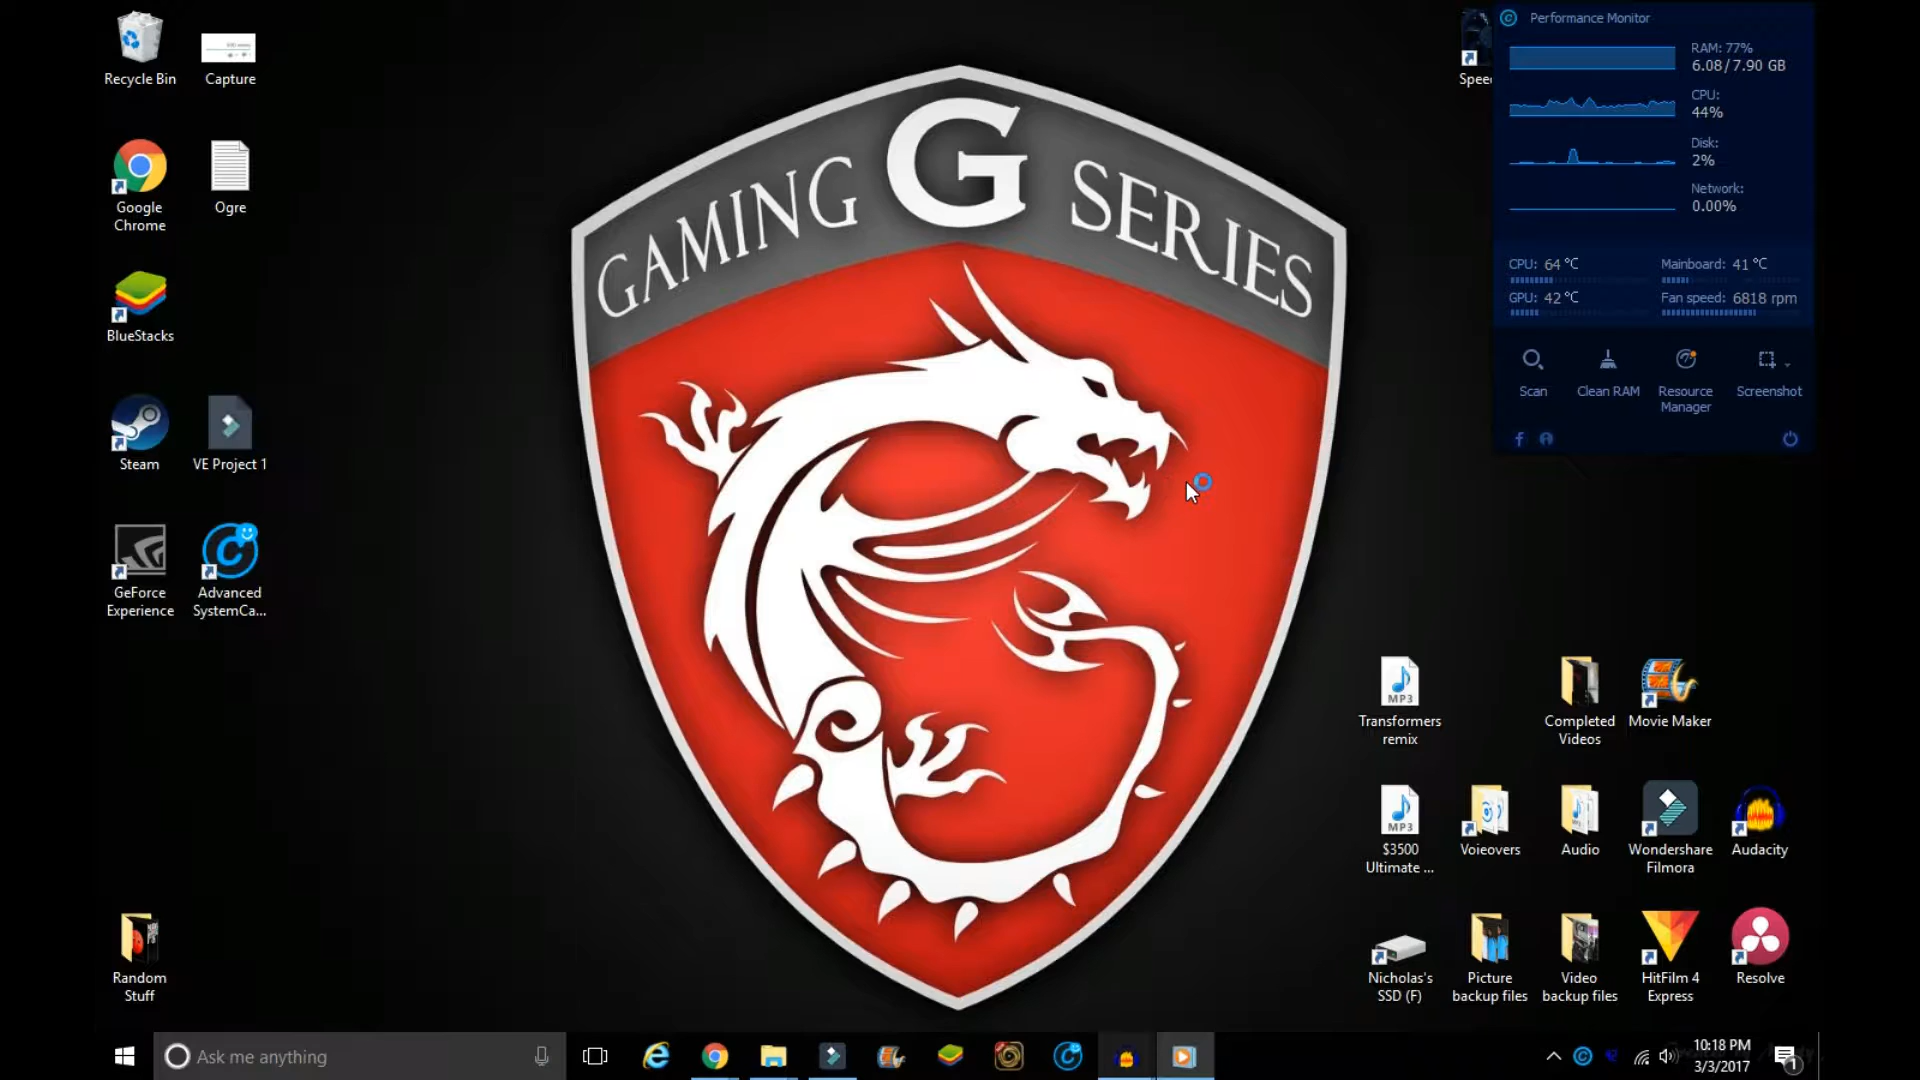 Recycle Bin
Capture
Google
Chrome
Ogre
BlueStacks
Steam
VE Project 1
GeForce
Experience
Advanced
SystemCa...
Random
Stuff
GAMING G SERIES
Spee
Performance Monitor
RAM: 77%
6.08/7.90 GB
CPU:
44%
Disk:
2%
Network:
0.00%
CPU: 64 °C
Mainboard: 41 °C
GPU: 42 °C
Fan speed: 6818 rpm
Scan
Clean RAM
Resource
Manager
Screenshot
MP3
Transformers
remix
Completed
Videos
Movie Maker
MP3
$3500
Ultimate ...
Voieovers
Audio
Wondershare
Filmora
Audacity
Nicholas's
SSD (F)
Picture
backup files
Video
backup files
HitFilm 4
Express
Resolve
Ask me anything
10:18 PM
3/3/2017
1